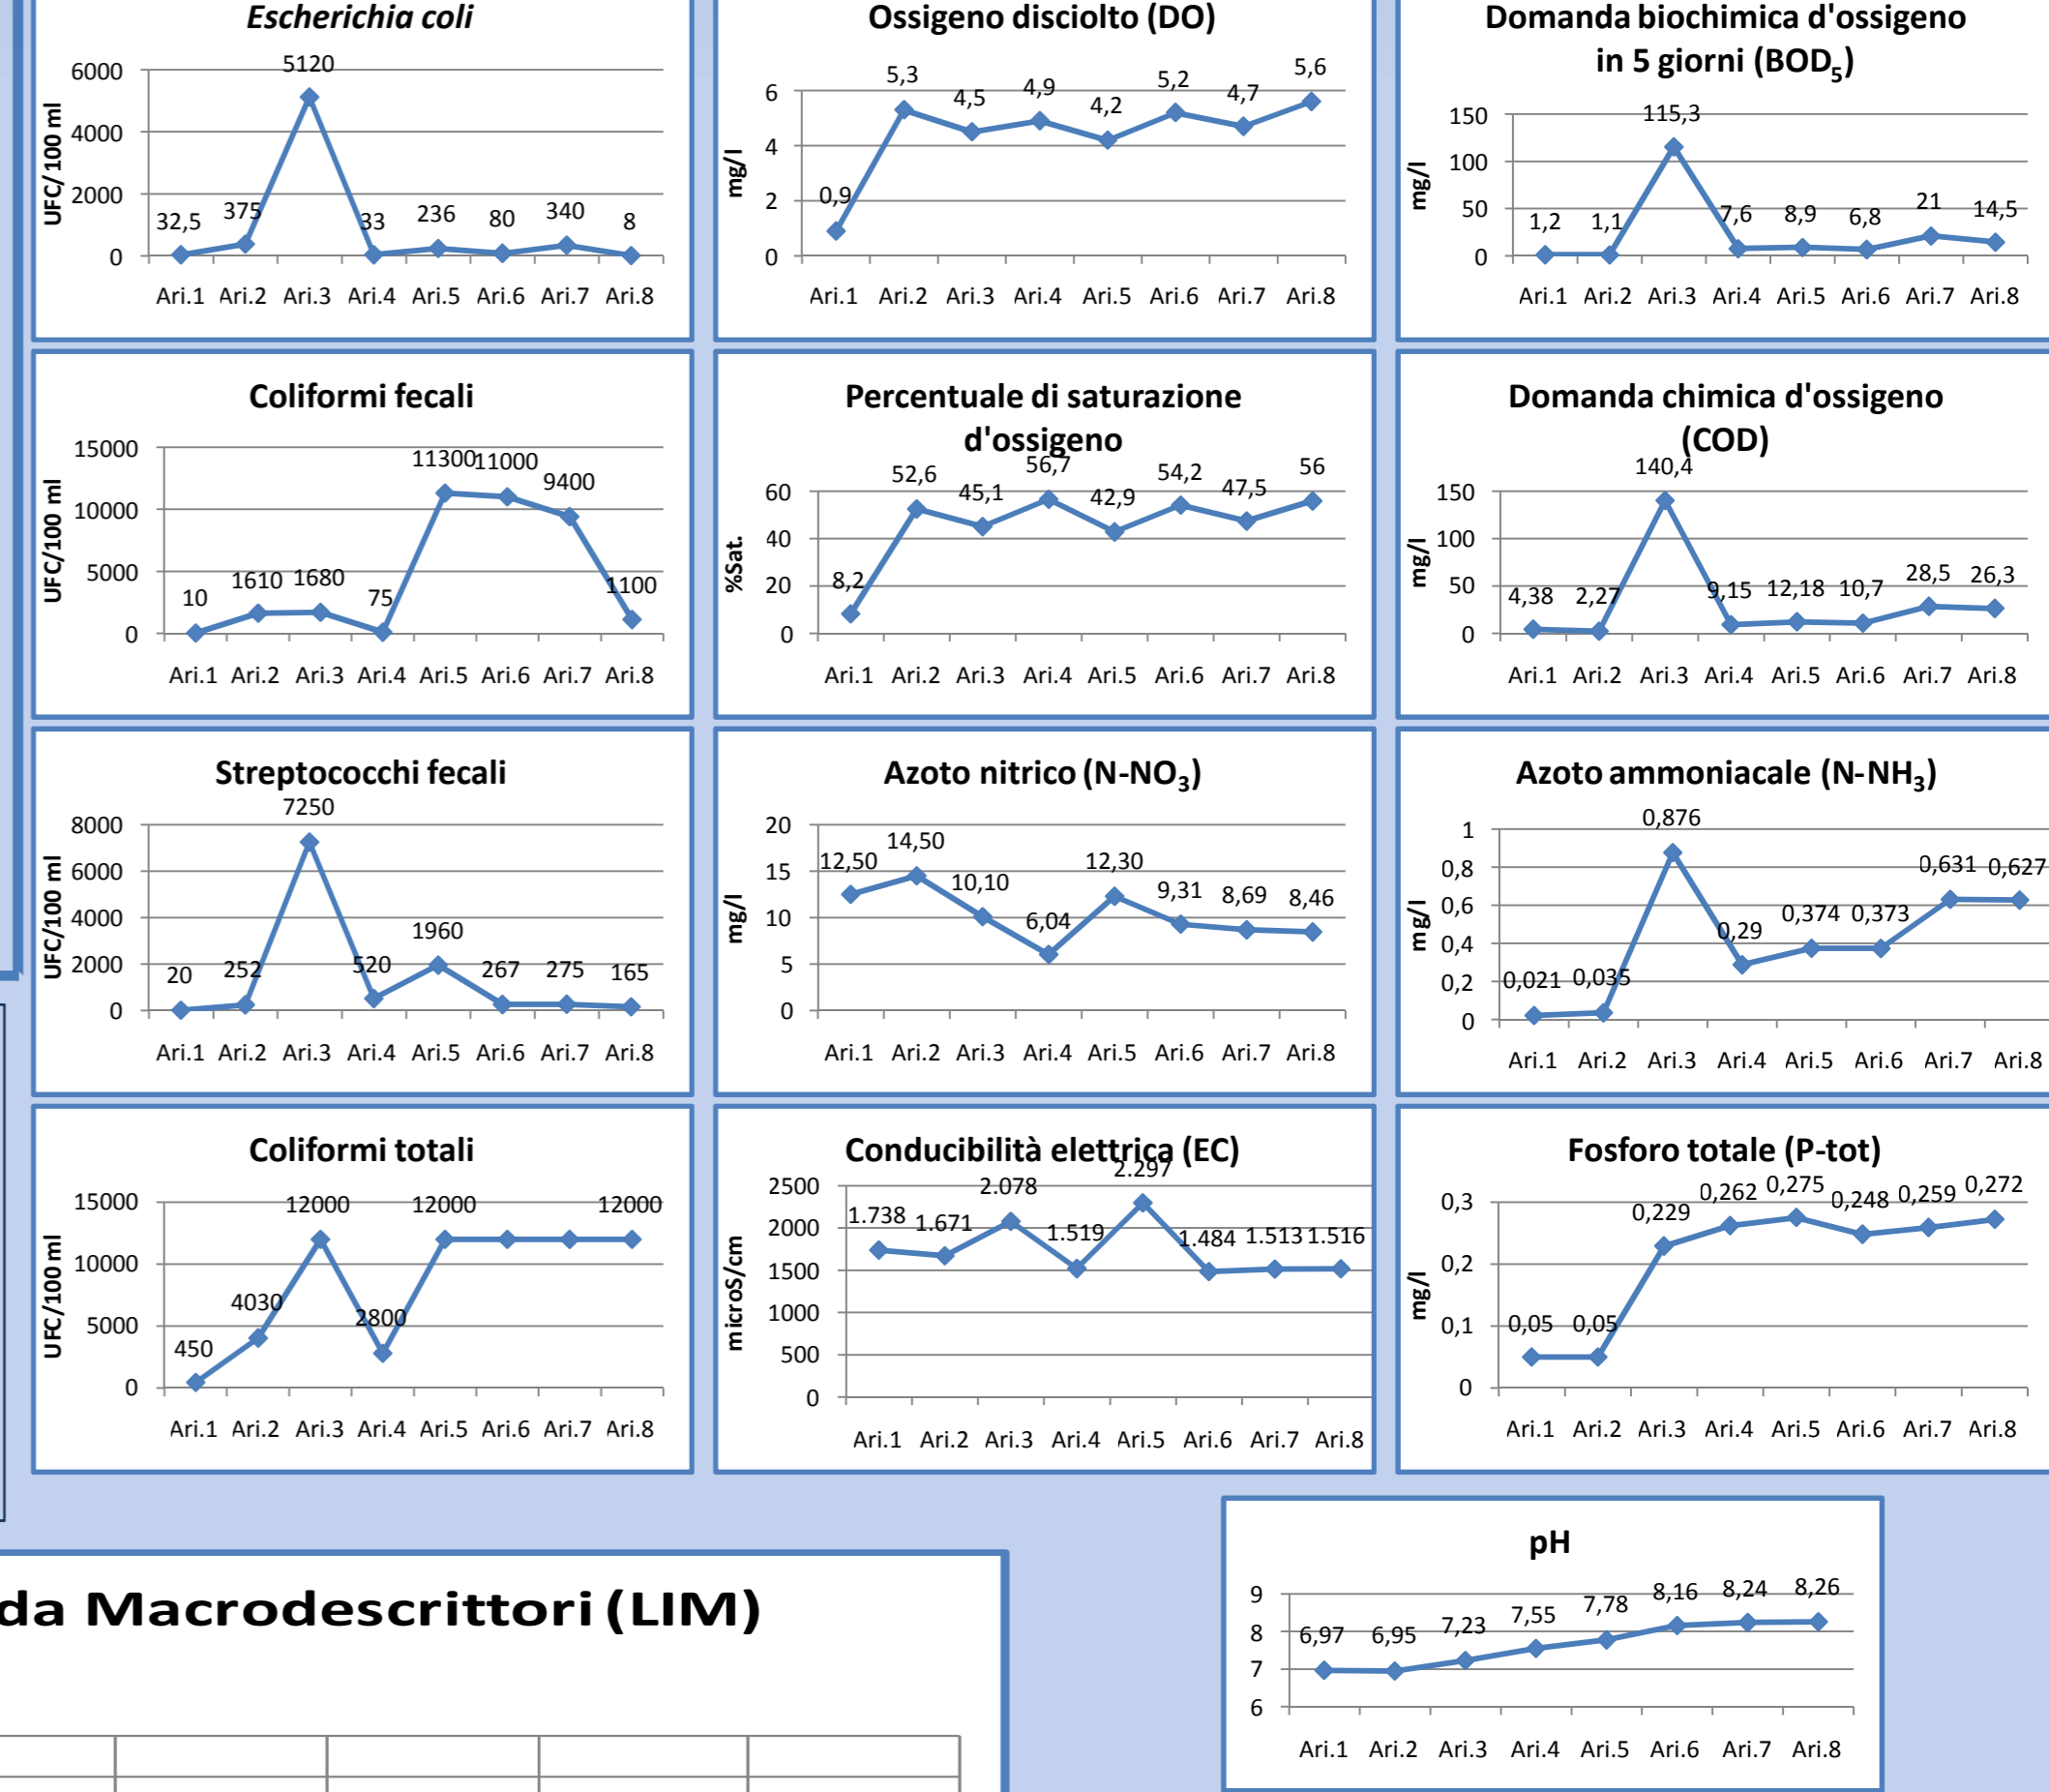 Escherichia coli
UFC/100 ml
6000
4000
2000
0
32,5 375 5120 33 236 80 340 8
Ari.1 Ari.2 Ari.3 Ari.4 Ari.5 Ari.6 Ari.7 Ari.8
Ossigeno disciolto (DO)
mg/l
6
4
2
0
0,9 5,3 4,5 4,9 4,2 5,2 4,7 5,6
Ari.1 Ari.2 Ari.3 Ari.4 Ari.5 Ari.6 Ari.7 Ari.8
Domanda biochimica d'ossigeno
in 5 giorni (BOD₅)
mg/l
150
100
50
0
1,2 1,1 115,3 7,6 8,9 6,8 21 14,5
Ari.1 Ari.2 Ari.3 Ari.4 Ari.5 Ari.6 Ari.7 Ari.8
Coliformi fecali
UFC/100 ml
15000
10000
5000
0
10 1610 1680 75 11300 11000 9400 1100
Ari.1 Ari.2 Ari.3 Ari.4 Ari.5 Ari.6 Ari.7 Ari.8
Percentuale di saturazione
d'ossigeno
%Sat.
60
40
20
0
8,2 52,6 45,1 56,7 42,9 54,2 47,5 56
Ari.1 Ari.2 Ari.3 Ari.4 Ari.5 Ari.6 Ari.7 Ari.8
Domanda chimica d'ossigeno
(COD)
mg/l
150
100
50
0
4,38 2,27 140,4 9,15 12,18 10,7 28,5 26,3
Ari.1 Ari.2 Ari.3 Ari.4 Ari.5 Ari.6 Ari.7 Ari.8
Streptococchi fecali
UFC/100 ml
8000
6000
4000
2000
0
20 252 7250 520 1960 267 275 165
Ari.1 Ari.2 Ari.3 Ari.4 Ari.5 Ari.6 Ari.7 Ari.8
Azoto nitrico (N-NO₃)
mg/l
20
15
10
5
0
12,50 14,50 10,10 6,04 12,30 9,31 8,69 8,46
Ari.1 Ari.2 Ari.3 Ari.4 Ari.5 Ari.6 Ari.7 Ari.8
Azoto ammoniacale (N-NH₃)
mg/l
1
0,8
0,6
0,4
0,2
0
0,021 0,035 0,876 0,29 0,374 0,373 0,631 0,627
Ari.1 Ari.2 Ari.3 Ari.4 Ari.5 Ari.6 Ari.7 Ari.8
Coliformi totali
UFC/100 ml
15000
10000
5000
0
450 4030 12000 2800 12000 12000
Ari.1 Ari.2 Ari.3 Ari.4 Ari.5 Ari.6 Ari.7 Ari.8
Conducibilità elettrica (EC)
microS/cm
2500
2000
1500
1000
500
0
1.738 1.671 2.078 1.519 2.297 1.484 1.513 1.516
Ari.1 Ari.2 Ari.3 Ari.4 Ari.5 Ari.6 Ari.7 Ari.8
Fosforo totale (P-tot)
mg/l
0,3
0,2
0,1
0
0,05 0,05 0,229 0,262 0,275 0,248 0,259 0,272
Ari.1 Ari.2 Ari.3 Ari.4 Ari.5 Ari.6 Ari.7 Ari.8
da Macrodescrittori (LIM)
pH
9
8
7
6
6,97 6,95 7,23 7,55 7,78 8,16 8,24 8,26
Ari.1 Ari.2 Ari.3 Ari.4 Ari.5 Ari.6 Ari.7 Ari.8